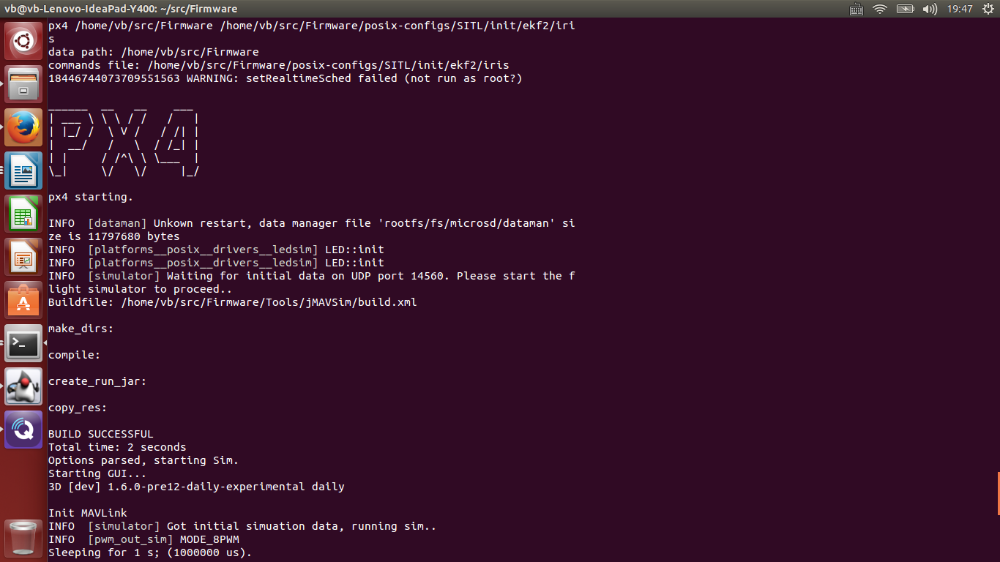 vb@vb-Lenovo-IdeaPad-Y400: ~/src/Firmware
19:47
px4 /home/vb/src/Firmware /home/vb/src/Firmware/posix-configs/SITL/init/ekf2/iri
s
data path: /home/vb/src/Firmware
commands file: /home/vb/src/Firmware/posix-configs/SITL/init/ekf2/iris
18446744073709551563 WARNING: setRealtimeSched failed (not run as root?)
______  __   __    ___
| ___ \ \ \ / /   /   |
| |_/ /  \ V /   / /| |
|  __/   /   \  / /_| |
| |     / /^\ \ \___  |
\_|     \/   \/     |_/
px4 starting.
INFO  [dataman] Unkown restart, data manager file 'rootfs/fs/microsd/dataman' si
ze is 11797680 bytes
INFO  [platforms__posix__drivers__ledsim] LED::init
INFO  [platforms__posix__drivers__ledsim] LED::init
INFO  [simulator] Waiting for initial data on UDP port 14560. Please start the f
light simulator to proceed..
Buildfile: /home/vb/src/Firmware/Tools/jMAVSim/build.xml
make_dirs:
compile:
create_run_jar:
copy_res:
BUILD SUCCESSFUL
Total time: 2 seconds
Options parsed, starting Sim.
Starting GUI...
3D [dev] 1.6.0-pre12-daily-experimental daily
Init MAVLink
INFO  [simulator] Got initial simuation data, running sim..
INFO  [pwm_out_sim] MODE_8PWM
Sleeping for 1 s; (1000000 us).